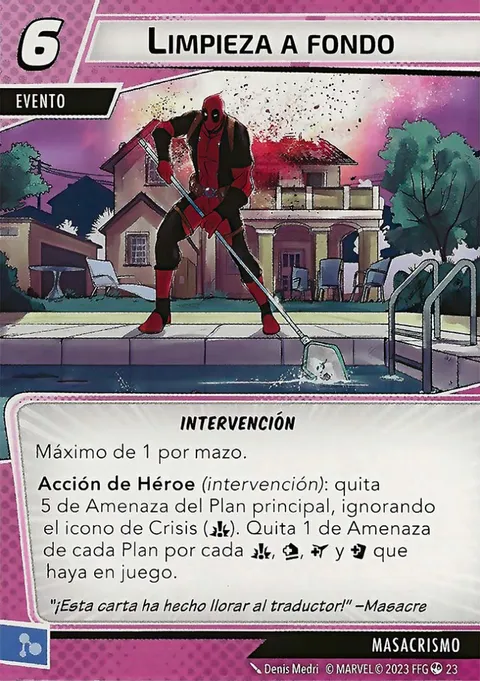 6
LIMPIEZA A FONDO
EVENTO
INTERVENCIÓN
Máximo de 1 por mazo.
Acción de Héroe (intervención): quita
5 de Amenaza del Plan principal, ignorando
el icono de Crisis ( ). Quita 1 de Amenaza
de cada Plan por cada , , y que
haya en juego.
"¡Esta carta ha hecho llorar al traductor!" –Masacre
MASACRISMO
Denis Medri © MARVEL © 2023 FFG 23